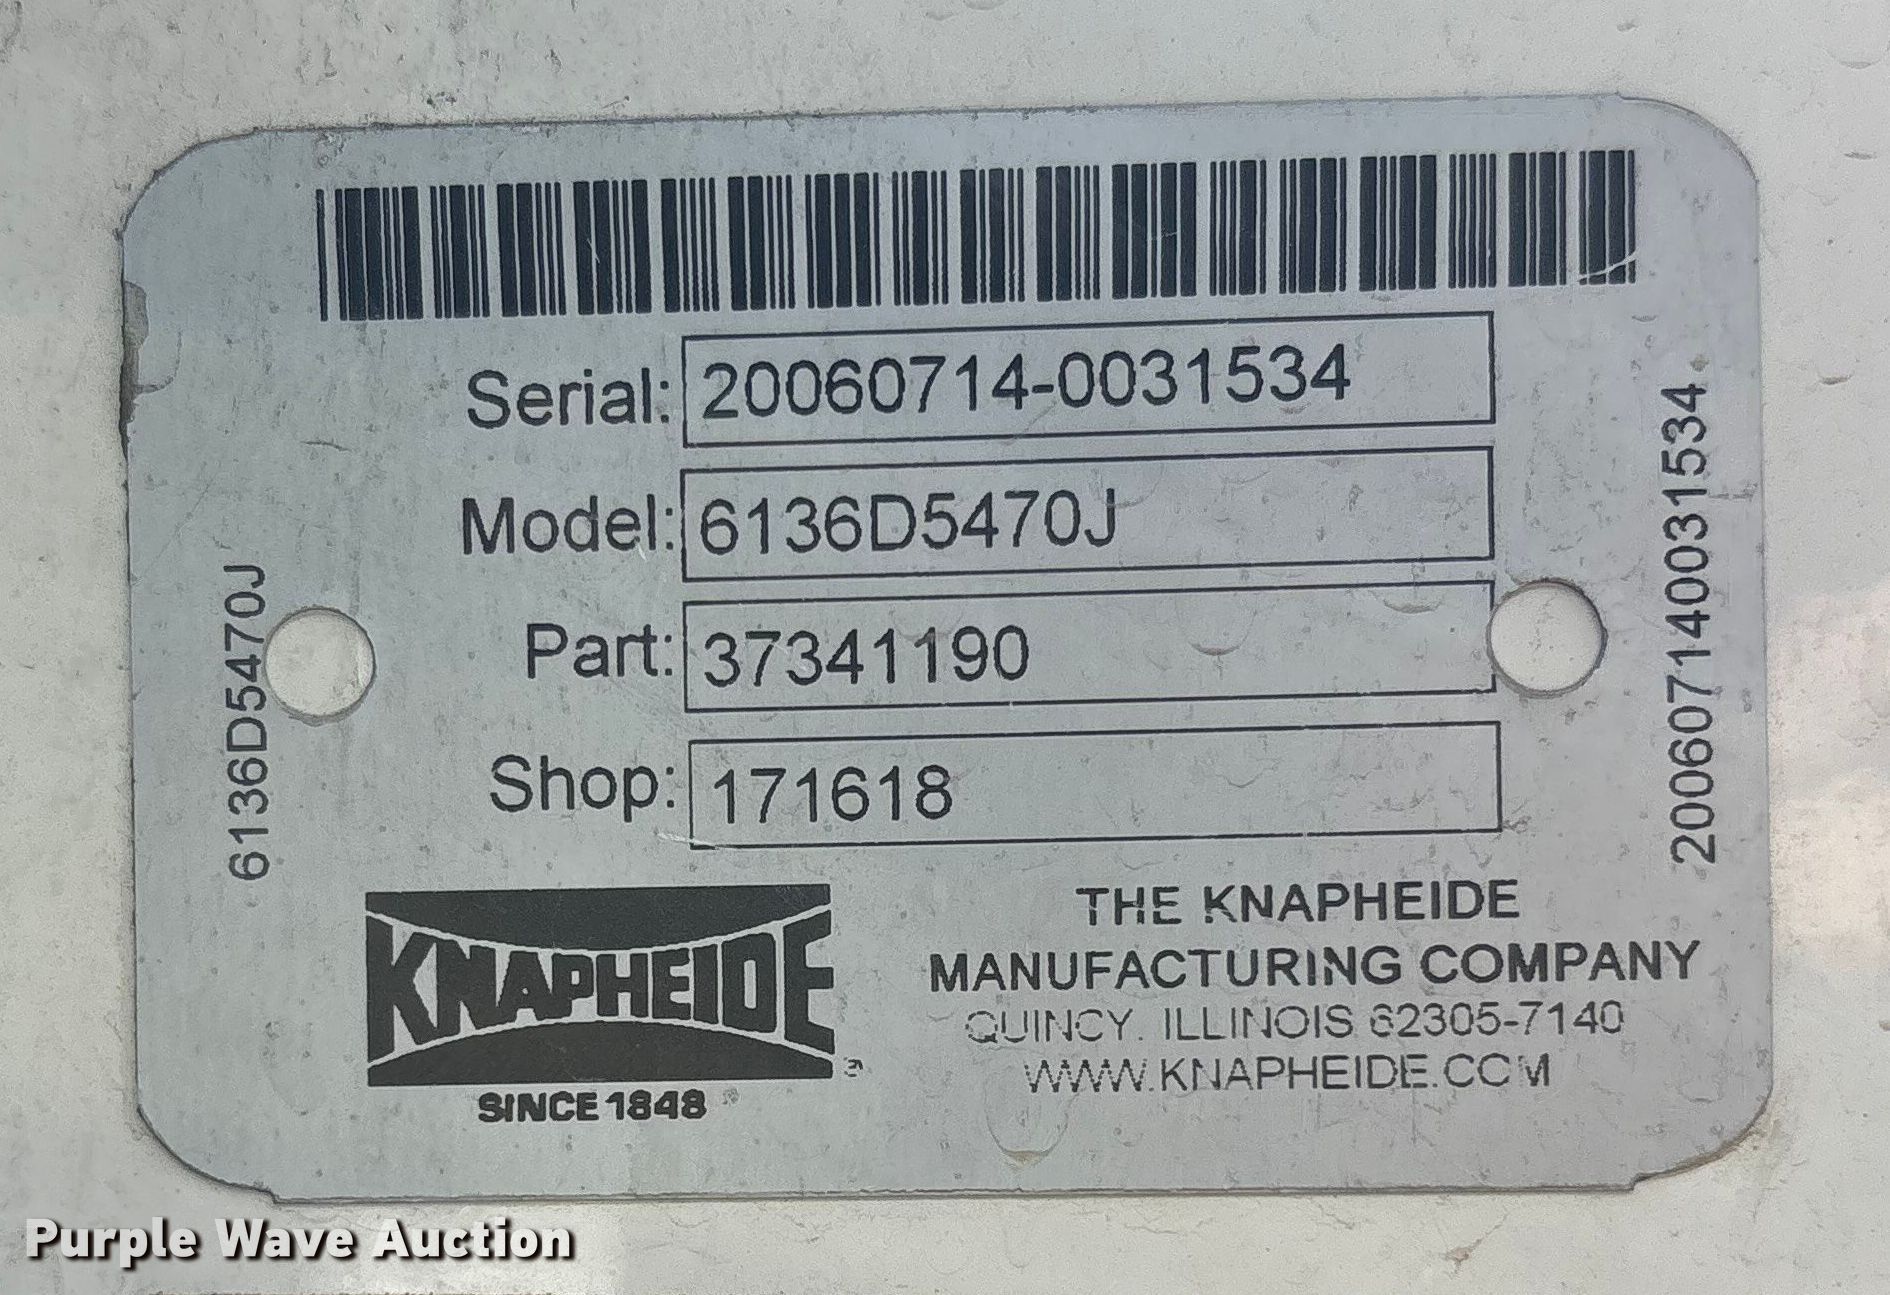 Serial: 20060714-0031534
Model: 6136D5470J
Part: 37341190
Shop: 171618
6136D5470J
200607140031534
KNAPHEIDE
SINCE 1848
THE KNAPHEIDE
MANUFACTURING COMPANY
QUINCY, ILLINOIS 62305-7140
WWW.KNAPHEIDE.COM
Purple Wave Auction